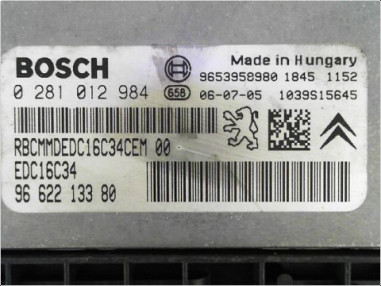 BOSCH
Made in Hungary
9653958980 1845 1152
0 281 012 984 658 06-07-05 1039S15645
RBCMMDEDC16C34CEM 00
EDC16C34
96 622 133 80